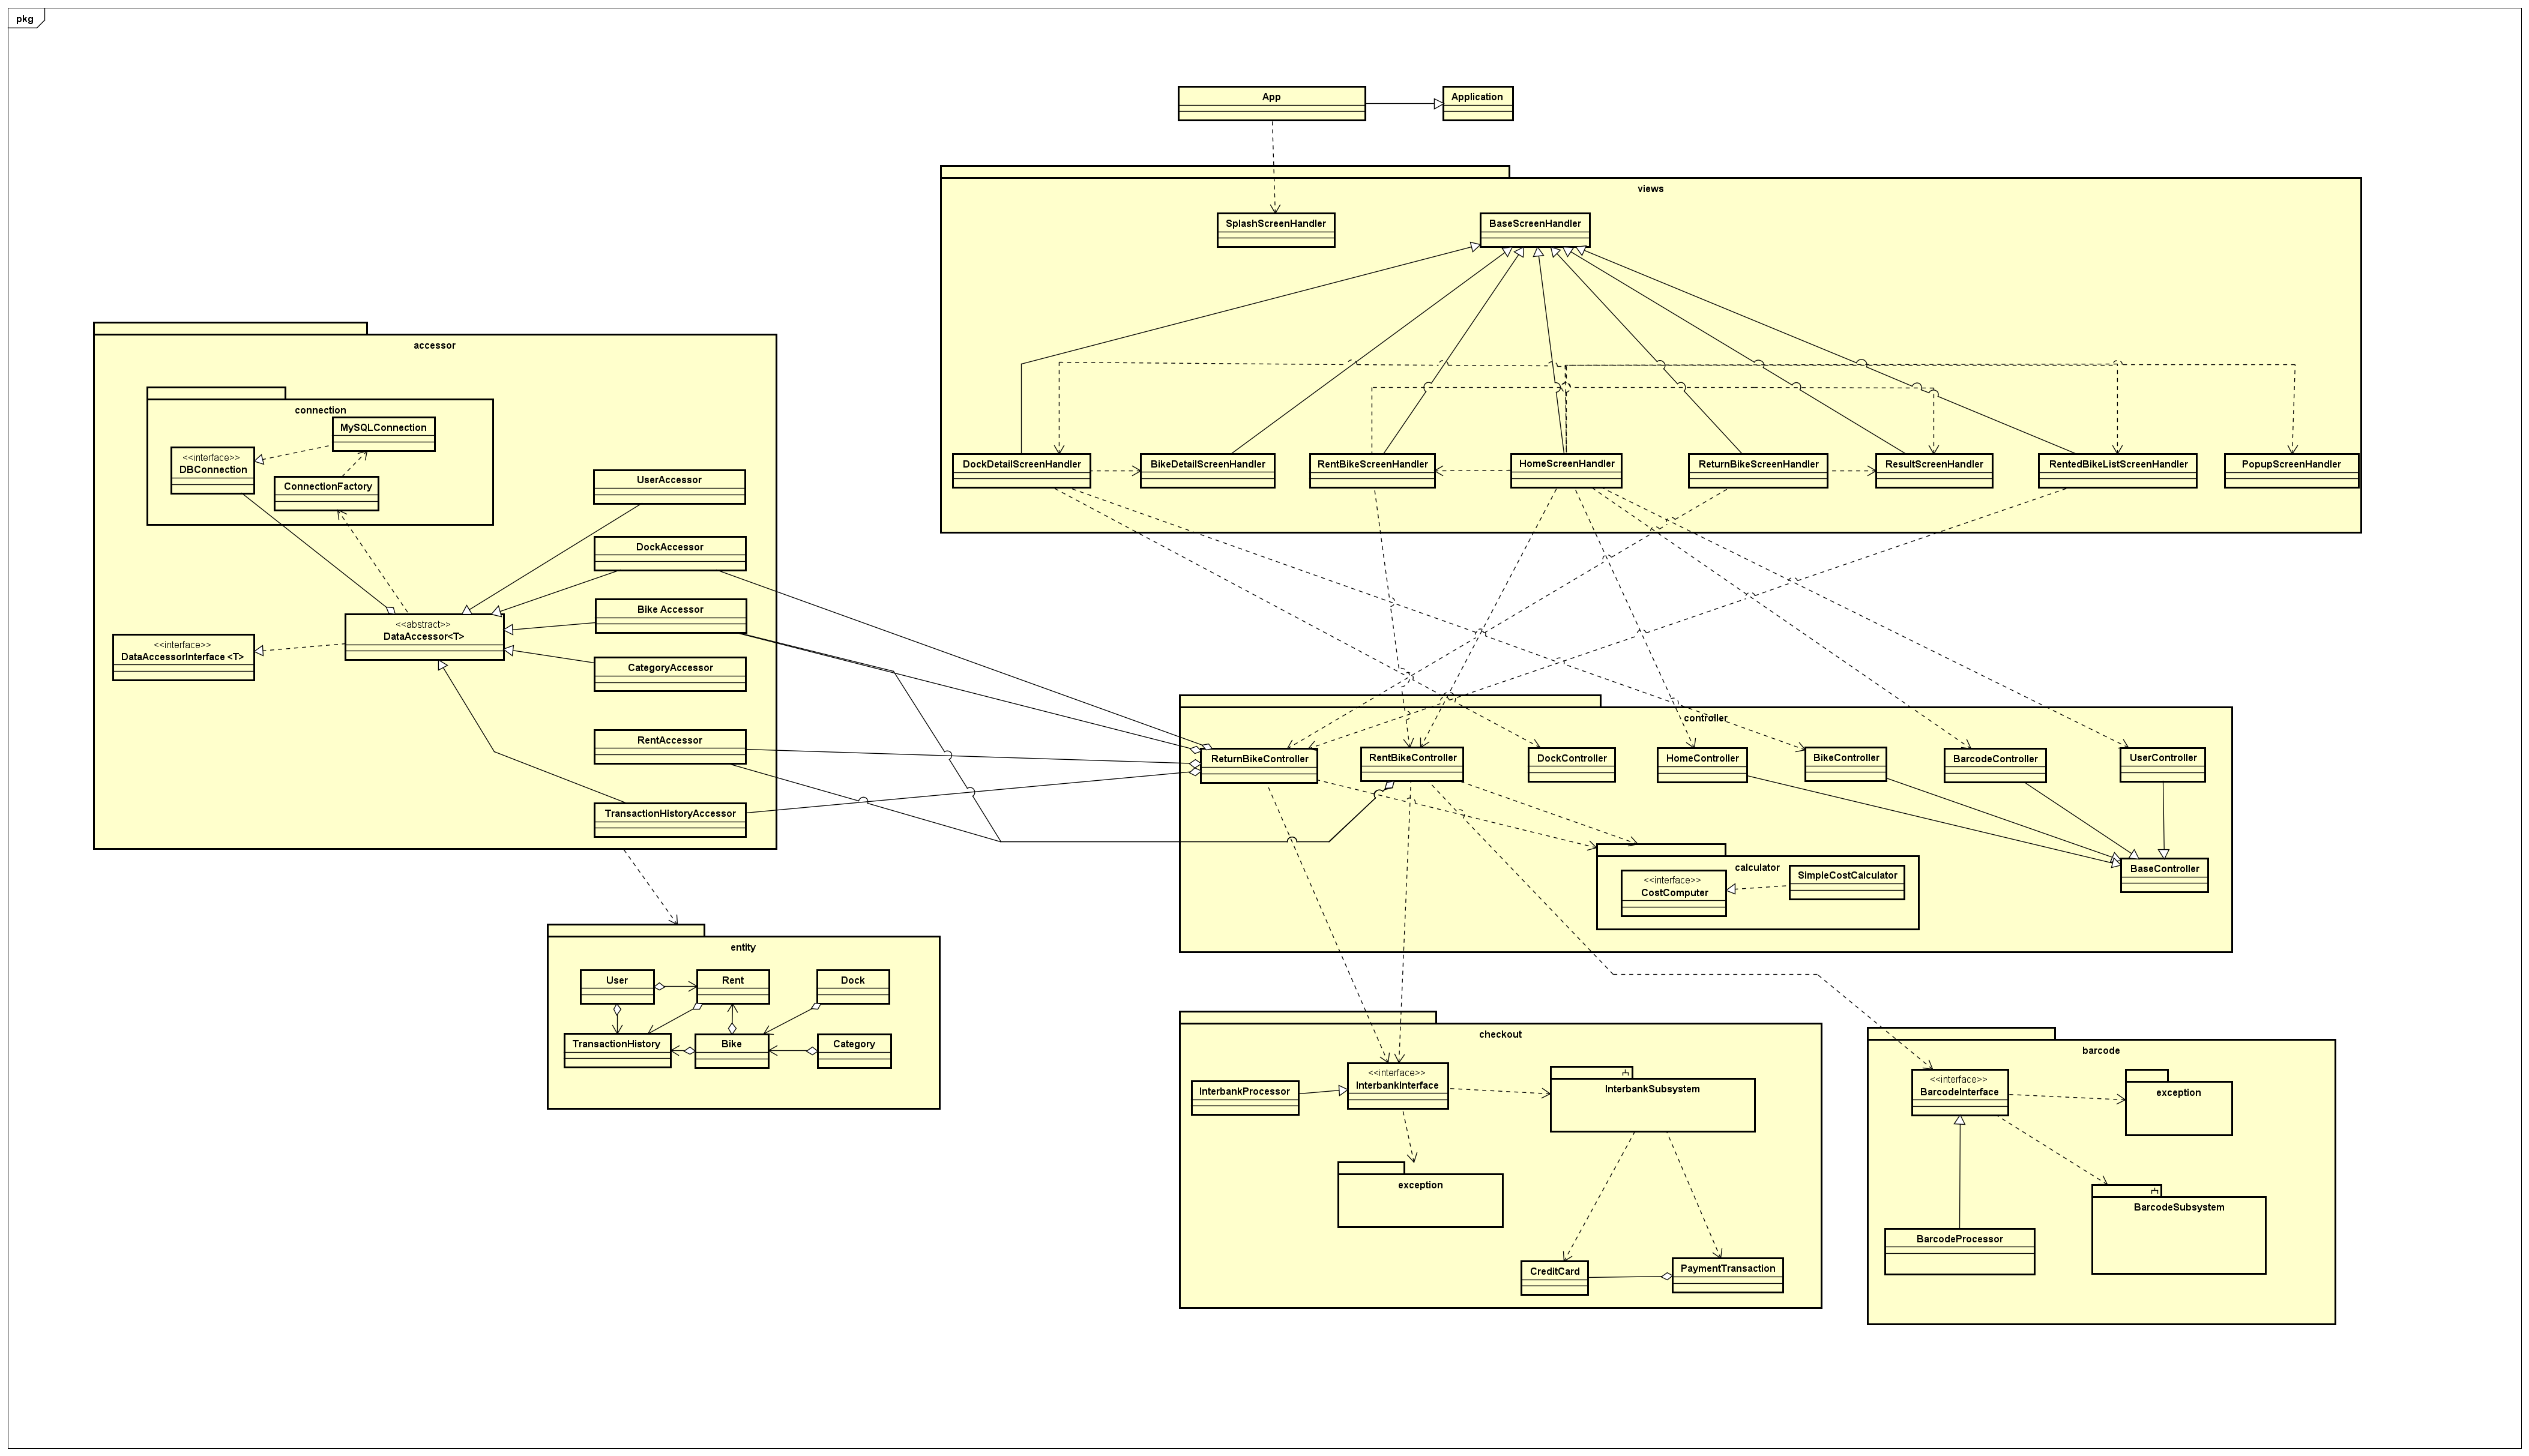 pkg
App
Application
views
SplashScreenHandler
BaseScreenHandler
DockDetailScreenHandler
BikeDetailScreenHandler
RentBikeScreenHandler
HomeScreenHandler
ReturnBikeScreenHandler
ResultScreenHandler
RentedBikeListScreenHandler
PopupScreenHandler
accessor
connection
MySQLConnection
<<interface>>
DBConnection
ConnectionFactory
UserAccessor
DockAccessor
Bike Accessor
<<abstract>>
DataAccessor<T>
<<interface>>
DataAccessorInterface <T>
CategoryAccessor
RentAccessor
TransactionHistoryAccessor
controller
ReturnBikeController
RentBikeController
DockController
HomeController
BikeController
BarcodeController
UserController
calculator
<<interface>>
CostComputer
SimpleCostCalculator
BaseController
entity
User
Rent
Dock
TransactionHistory
Bike
Category
checkout
InterbankProcessor
<<interface>>
InterbankInterface
InterbankSubsystem
exception
CreditCard
PaymentTransaction
barcode
<<interface>>
BarcodeInterface
exception
BarcodeSubsystem
BarcodeProcessor